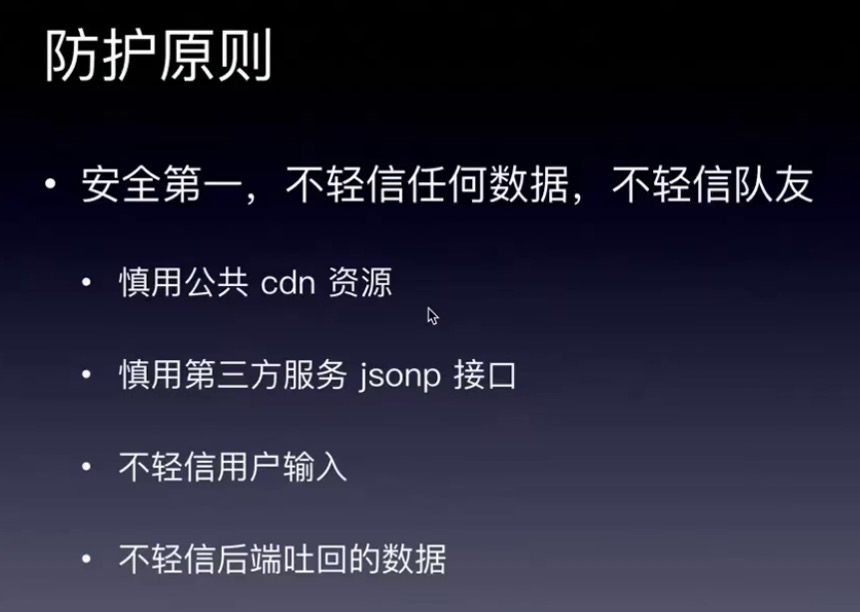 防护原则
• 安全第一，不轻信任何数据，不轻信队友
• 慎用公共 cdn 资源
• 慎用第三方服务 jsonp 接口
• 不轻信用户输入
• 不轻信后端吐回的数据